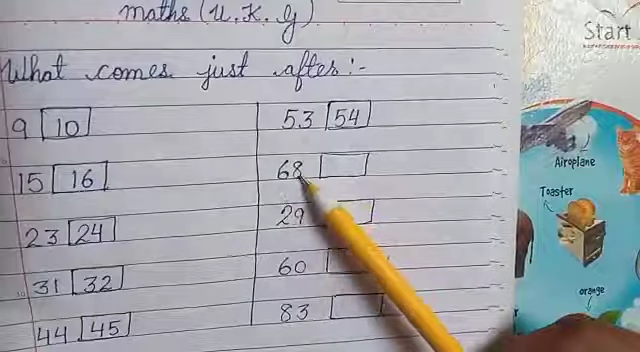 maths (U.K.G)
What comes just after:-
9 10
15 16
23 24
31 32
44 45
53 54
68
29
60
83
Start
Airoplane
Toaster
orange